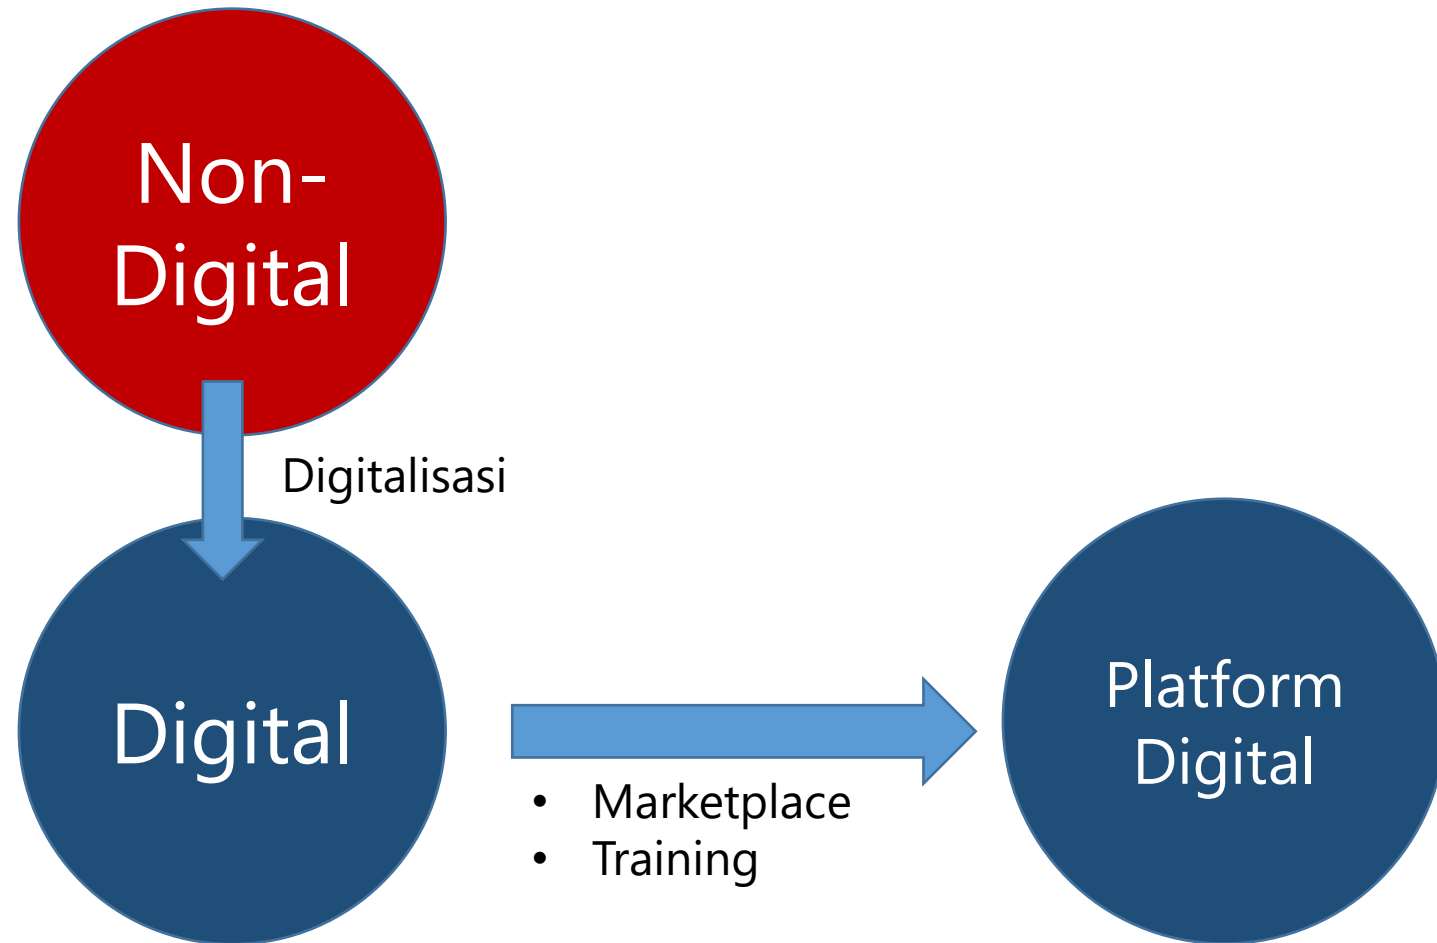 Non-
Digital
Digitalisasi
Digital
• Marketplace
• Training
Platform
Digital